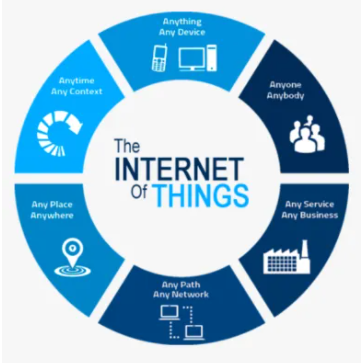 Anything
Any Device
Anyone
Anybody
Any Service
Any Business
Any Path
Any Network
Any Place
Anywhere
Anytime
Any Context
The
INTERNET
Of THINGS